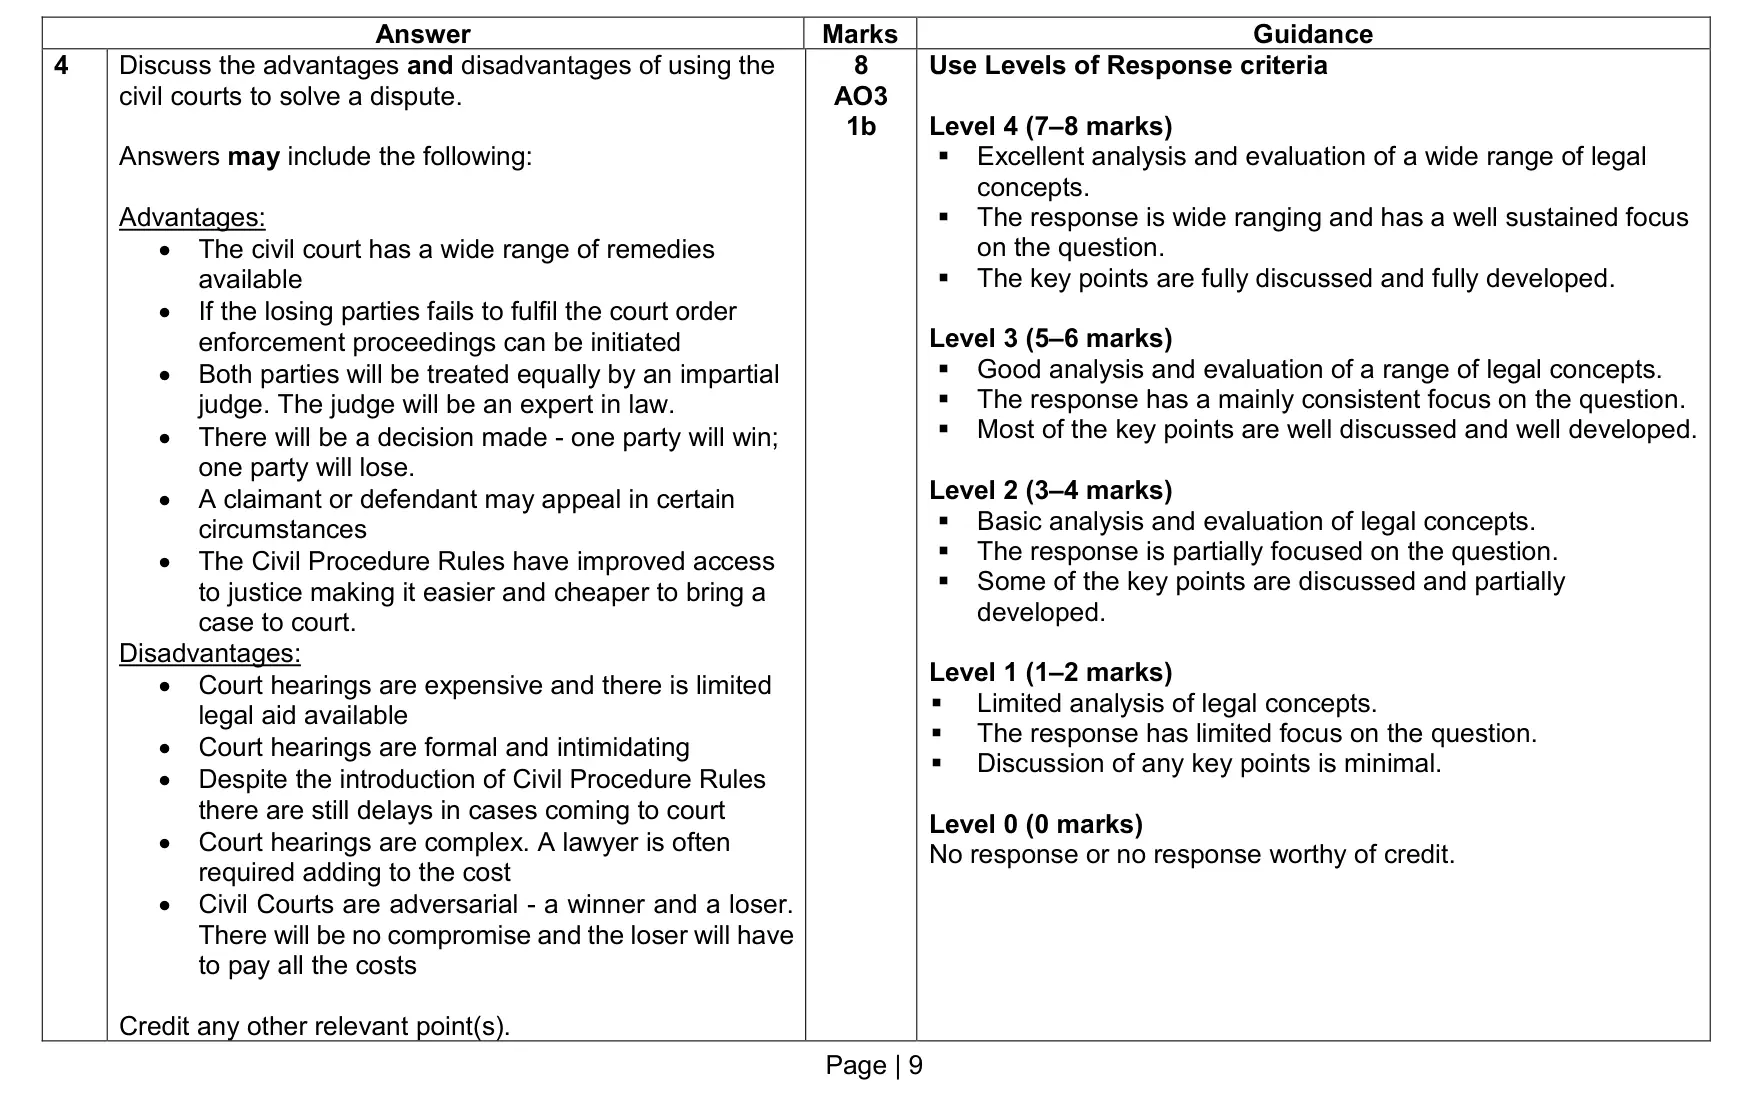 Answer Marks Guidance
4 Discuss the advantages and disadvantages of using the
civil courts to solve a dispute.
Answers may include the following:
Advantages:
• The civil court has a wide range of remedies
available
• If the losing parties fails to fulfil the court order
enforcement proceedings can be initiated
• Both parties will be treated equally by an impartial
judge. The judge will be an expert in law.
• There will be a decision made - one party will win;
one party will lose.
• A claimant or defendant may appeal in certain
circumstances
• The Civil Procedure Rules have improved access
to justice making it easier and cheaper to bring a
case to court.
Disadvantages:
• Court hearings are expensive and there is limited
legal aid available
• Court hearings are formal and intimidating
• Despite the introduction of Civil Procedure Rules
there are still delays in cases coming to court
• Court hearings are complex. A lawyer is often
required adding to the cost
• Civil Courts are adversarial - a winner and a loser.
There will be no compromise and the loser will have
to pay all the costs
Credit any other relevant point(s).
8
AO3
1b
Use Levels of Response criteria
Level 4 (7–8 marks)
▪ Excellent analysis and evaluation of a wide range of legal
concepts.
▪ The response is wide ranging and has a well sustained focus
on the question.
▪ The key points are fully discussed and fully developed.
Level 3 (5–6 marks)
▪ Good analysis and evaluation of a range of legal concepts.
▪ The response has a mainly consistent focus on the question.
▪ Most of the key points are well discussed and well developed.
Level 2 (3–4 marks)
▪ Basic analysis and evaluation of legal concepts.
▪ The response is partially focused on the question.
▪ Some of the key points are discussed and partially
developed.
Level 1 (1–2 marks)
▪ Limited analysis of legal concepts.
▪ The response has limited focus on the question.
▪ Discussion of any key points is minimal.
Level 0 (0 marks)
No response or no response worthy of credit.
Page | 9